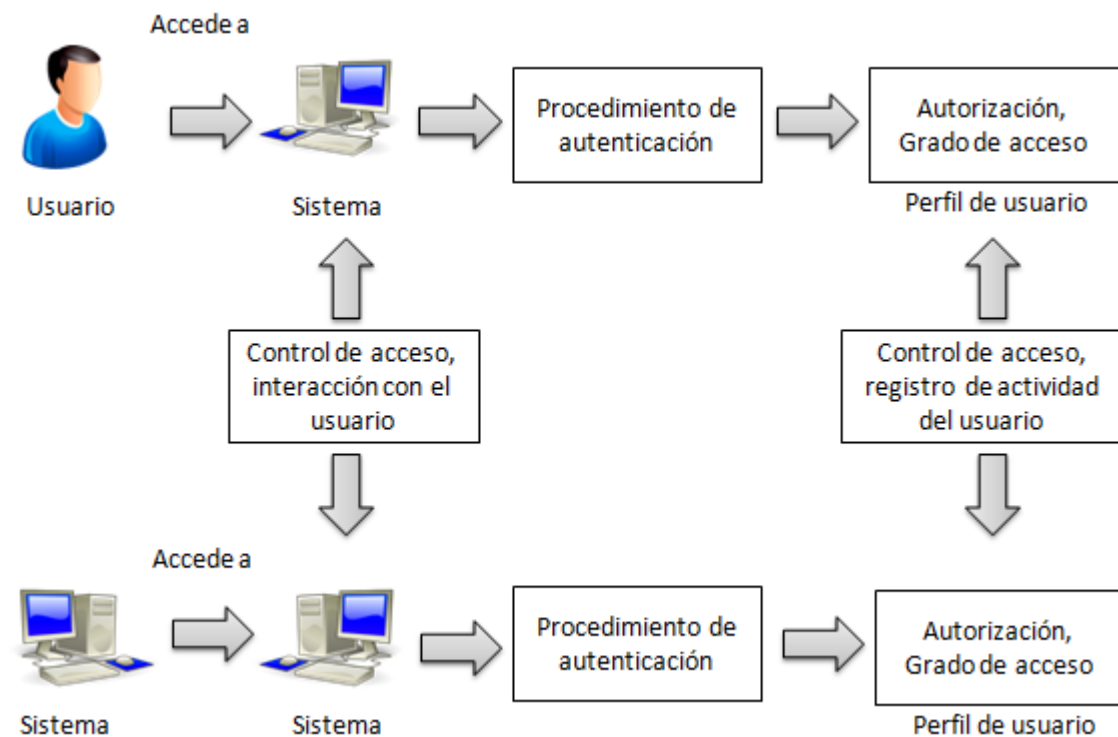 Accede a
Procedimiento de
autenticación
Autorización,
Grado de acceso
Usuario
Sistema
Perfil de usuario
Control de acceso,
interacción con el
usuario
Control de acceso,
registro de actividad
del usuario
Accede a
Procedimiento de
autenticación
Autorización,
Grado de acceso
Sistema
Sistema
Perfil de usuario